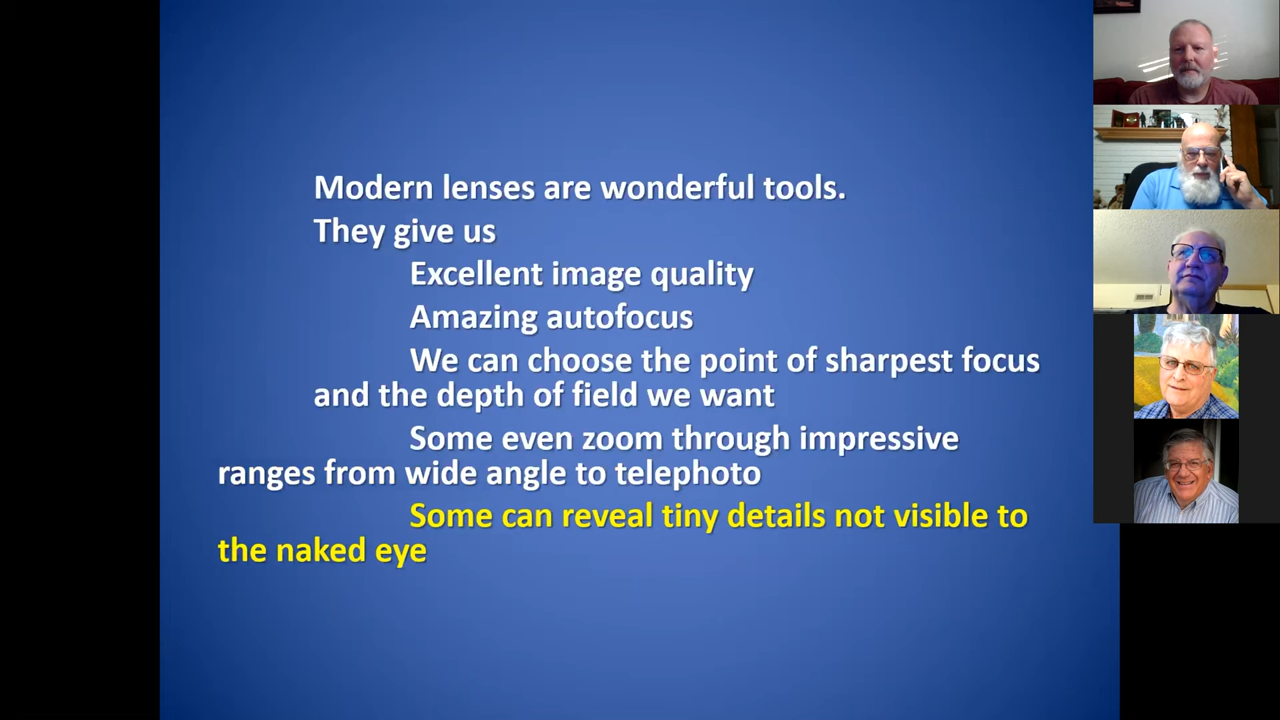 Modern lenses are wonderful tools.
They give us
Excellent image quality
Amazing autofocus
We can choose the point of sharpest focus
and the depth of field we want
Some even zoom through impressive
ranges from wide angle to telephoto
Some can reveal tiny details not visible to
the naked eye